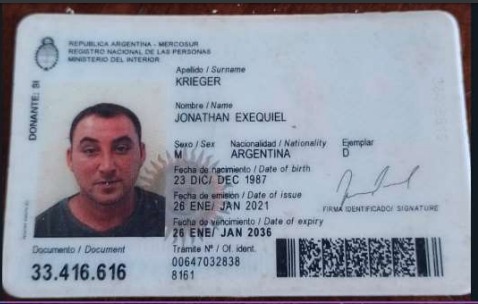 REPUBLICA ARGENTINA - MERCOSUR
REGISTRO NACIONAL DE LAS PERSONAS
MINISTERIO DEL INTERIOR
Apellido / Surname
KRIEGER
Nombre / Name
JONATHAN EXEQUIEL
DONANTE: SI
Sexo / Sex Nacionalidad / Nationality Ejemplar
M ARGENTINA D
Fecha de nacimiento / Date of birth
23 DIC/ DEC 1987
Fecha de emisión / Date of issue
26 ENE/ JAN 2021
FIRMA IDENTIFICADO/ SIGNATURE
Fecha de vencimiento / Date of expiry
26 ENE/ JAN 2036
Documento / Document
33.416.616
Trámite Nº / Of. ident.
00647032838
8161